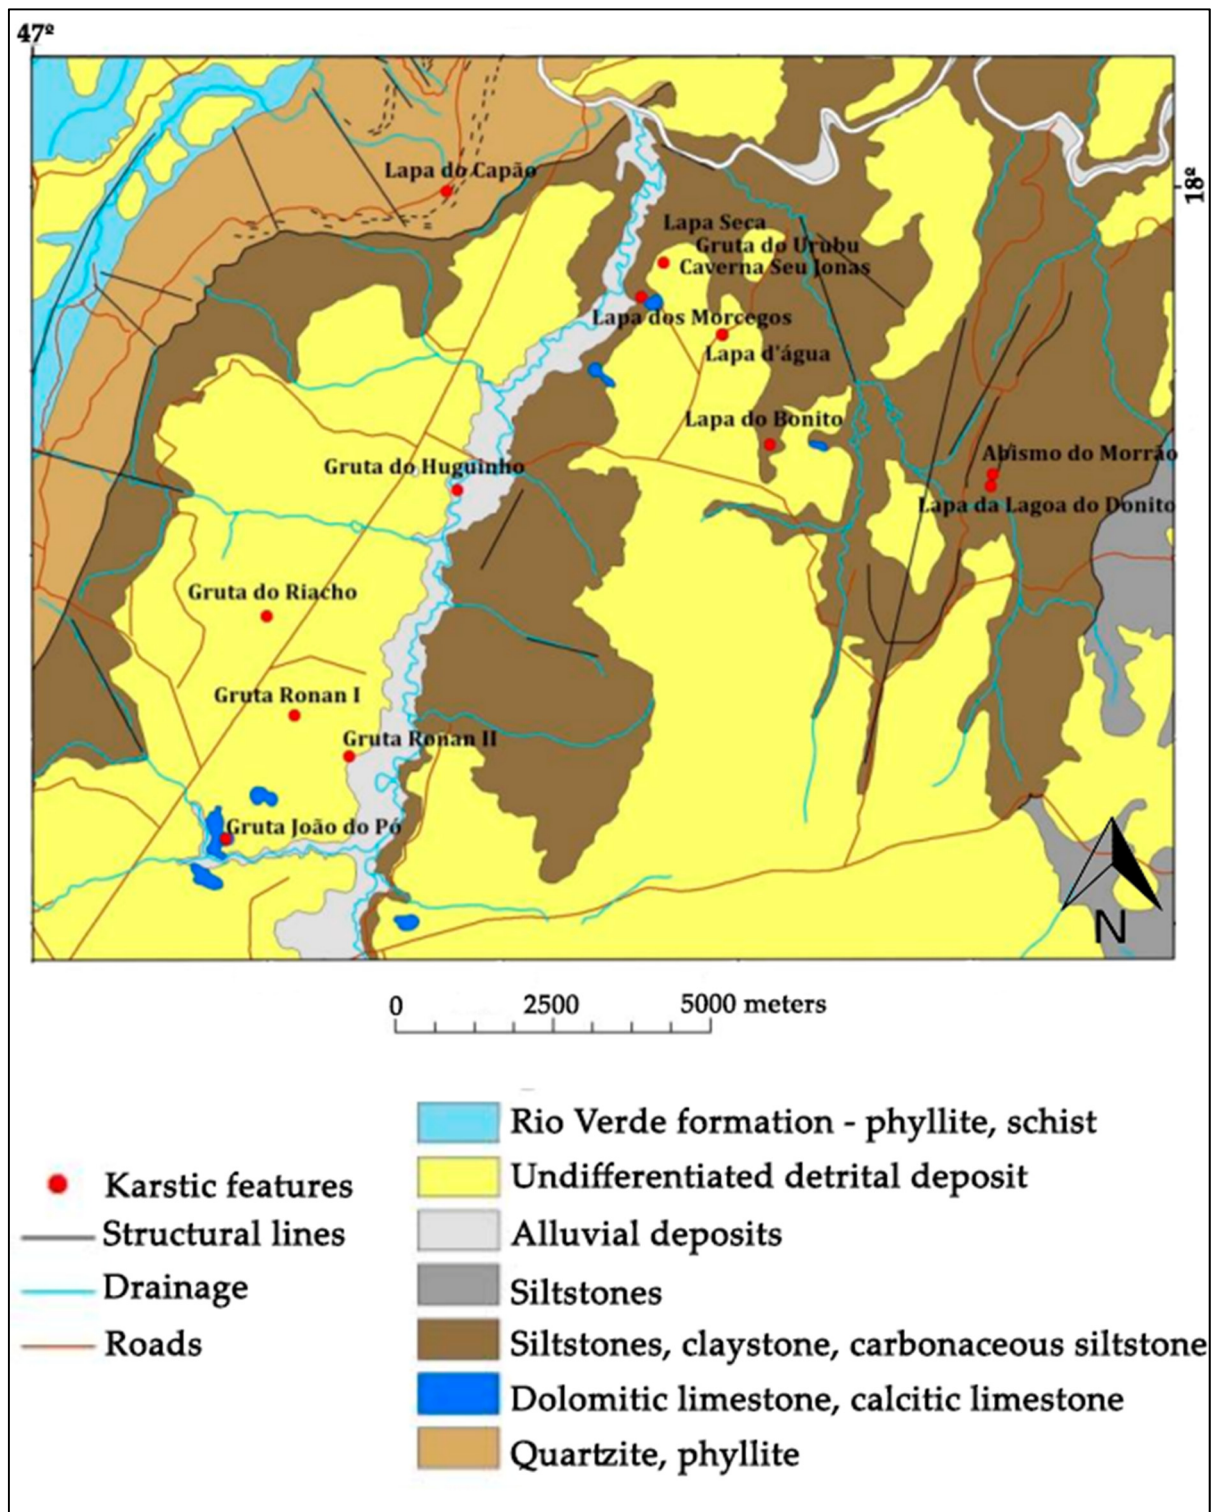 47º
18º
Lapa do Capão
Lapa Seca
Gruta do Urubu
Caverna Seu Jonas
Lapa dos Morcegos
Lapa d'água
Lapa do Bonito
Gruta do Huguinho
Abismo do Morrão
Lapa da Lagoa do Donito
Gruta do Riacho
Gruta Ronan I
Gruta Ronan II
Gruta João do Pó
N
0 2500 5000 meters
Karstic features
Structural lines
Drainage
Roads
Rio Verde formation - phyllite, schist
Undifferentiated detrital deposit
Alluvial deposits
Siltstones
Siltstones, claystone, carbonaceous siltstone
Dolomitic limestone, calcitic limestone
Quartzite, phyllite